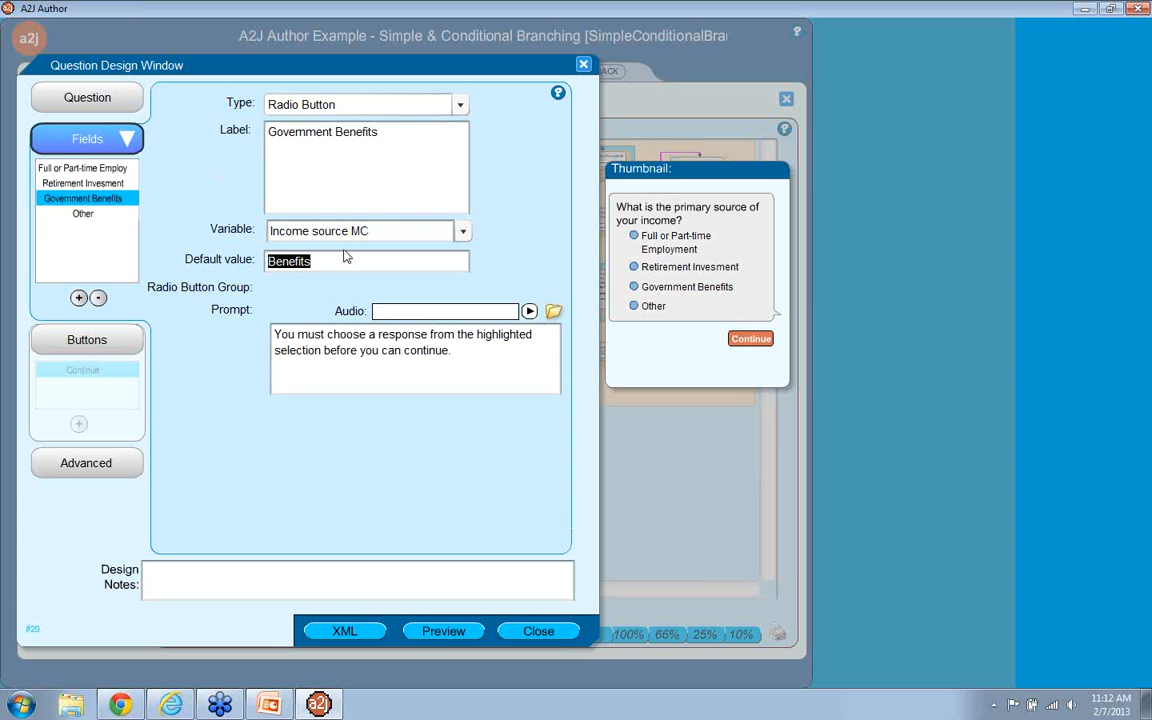 A2J Author
a2j
A2J Author Example - Simple & Conditional Branching [SimpleConditionalBra
?
Question Design Window
ACK
Question
Type:
Radio Button
?
Label:
Government Benefits
Fields
Full or Part-time Employ
Retirement Invesment
Government Benefits
Other
Variable:
Income source MC
Default value:
Benefits
Radio Button Group:
+
-
Prompt:
Audio:
You must choose a response from the highlighted
selection before you can continue.
Buttons
Continue
+
Advanced
Design
Notes:
#20
XML
Preview
Close
?
Thumbnail:
What is the primary source of
your income?
Full or Part-time
Employment
Retirement Invesment
Government Benefits
Other
Continue
100%
66%
25%
10%
a2j
11:12 AM
2/7/2013